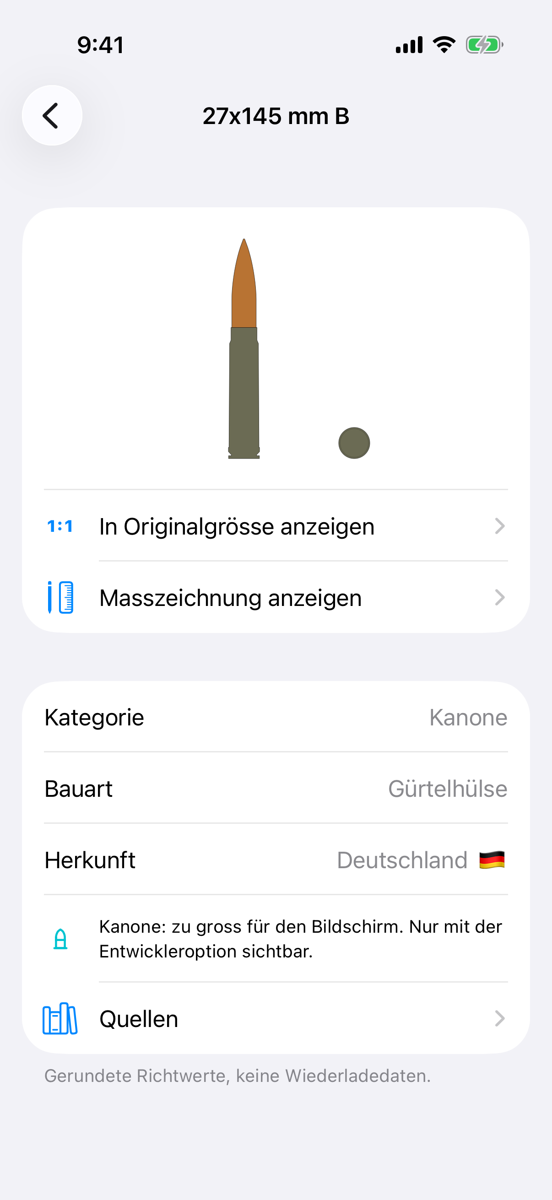 9:41
27x145 mm B
1:1 In Originalgrösse anzeigen
Masszeichnung anzeigen
Kategorie Kanone
Bauart Gürtelhülse
Herkunft Deutschland 🇩🇪
Kanone: zu gross für den Bildschirm. Nur mit der
Entwickleroption sichtbar.
Quellen
Gerundete Richtwerte, keine Wiederladedaten.